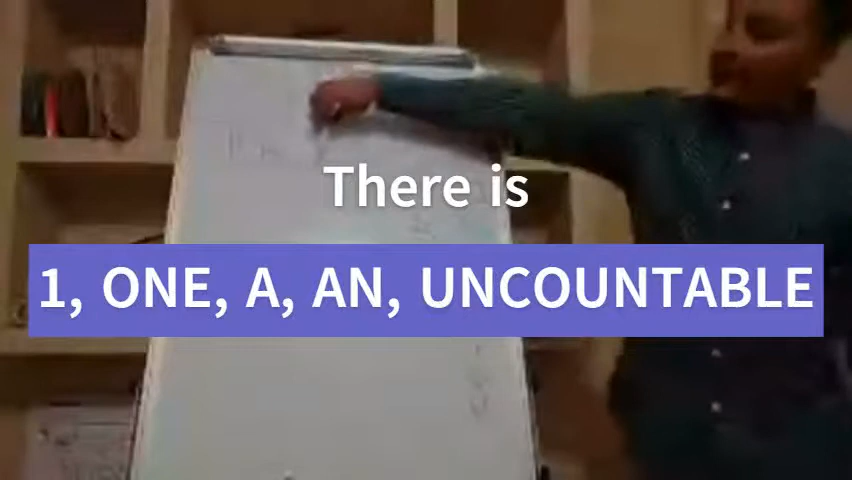 There is
1, ONE, A, AN, UNCOUNTABLE